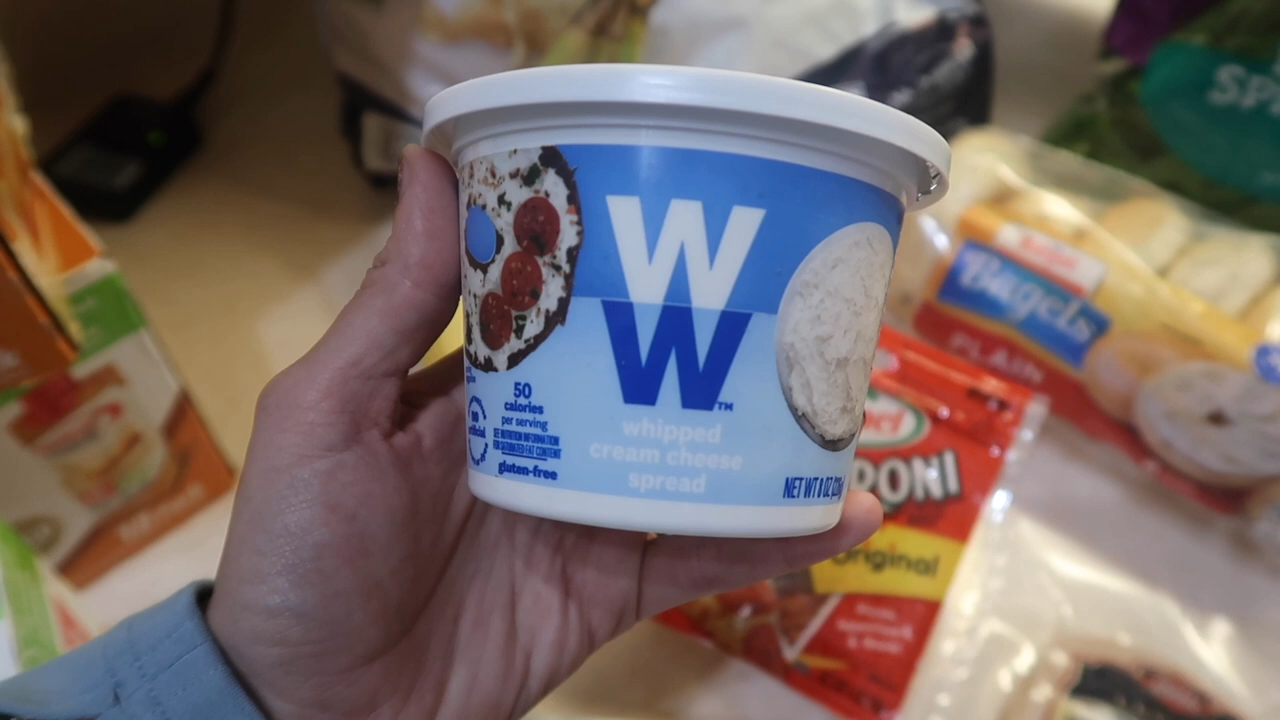 W
W™
50
calories
per serving
SEE NUTRITION INFORMATION
FOR SATURATED FAT CONTENT
gluten-free
whipped
cream cheese
spread
NET WT 8 OZ
Bagels
PLAIN
RONI
Original
SP